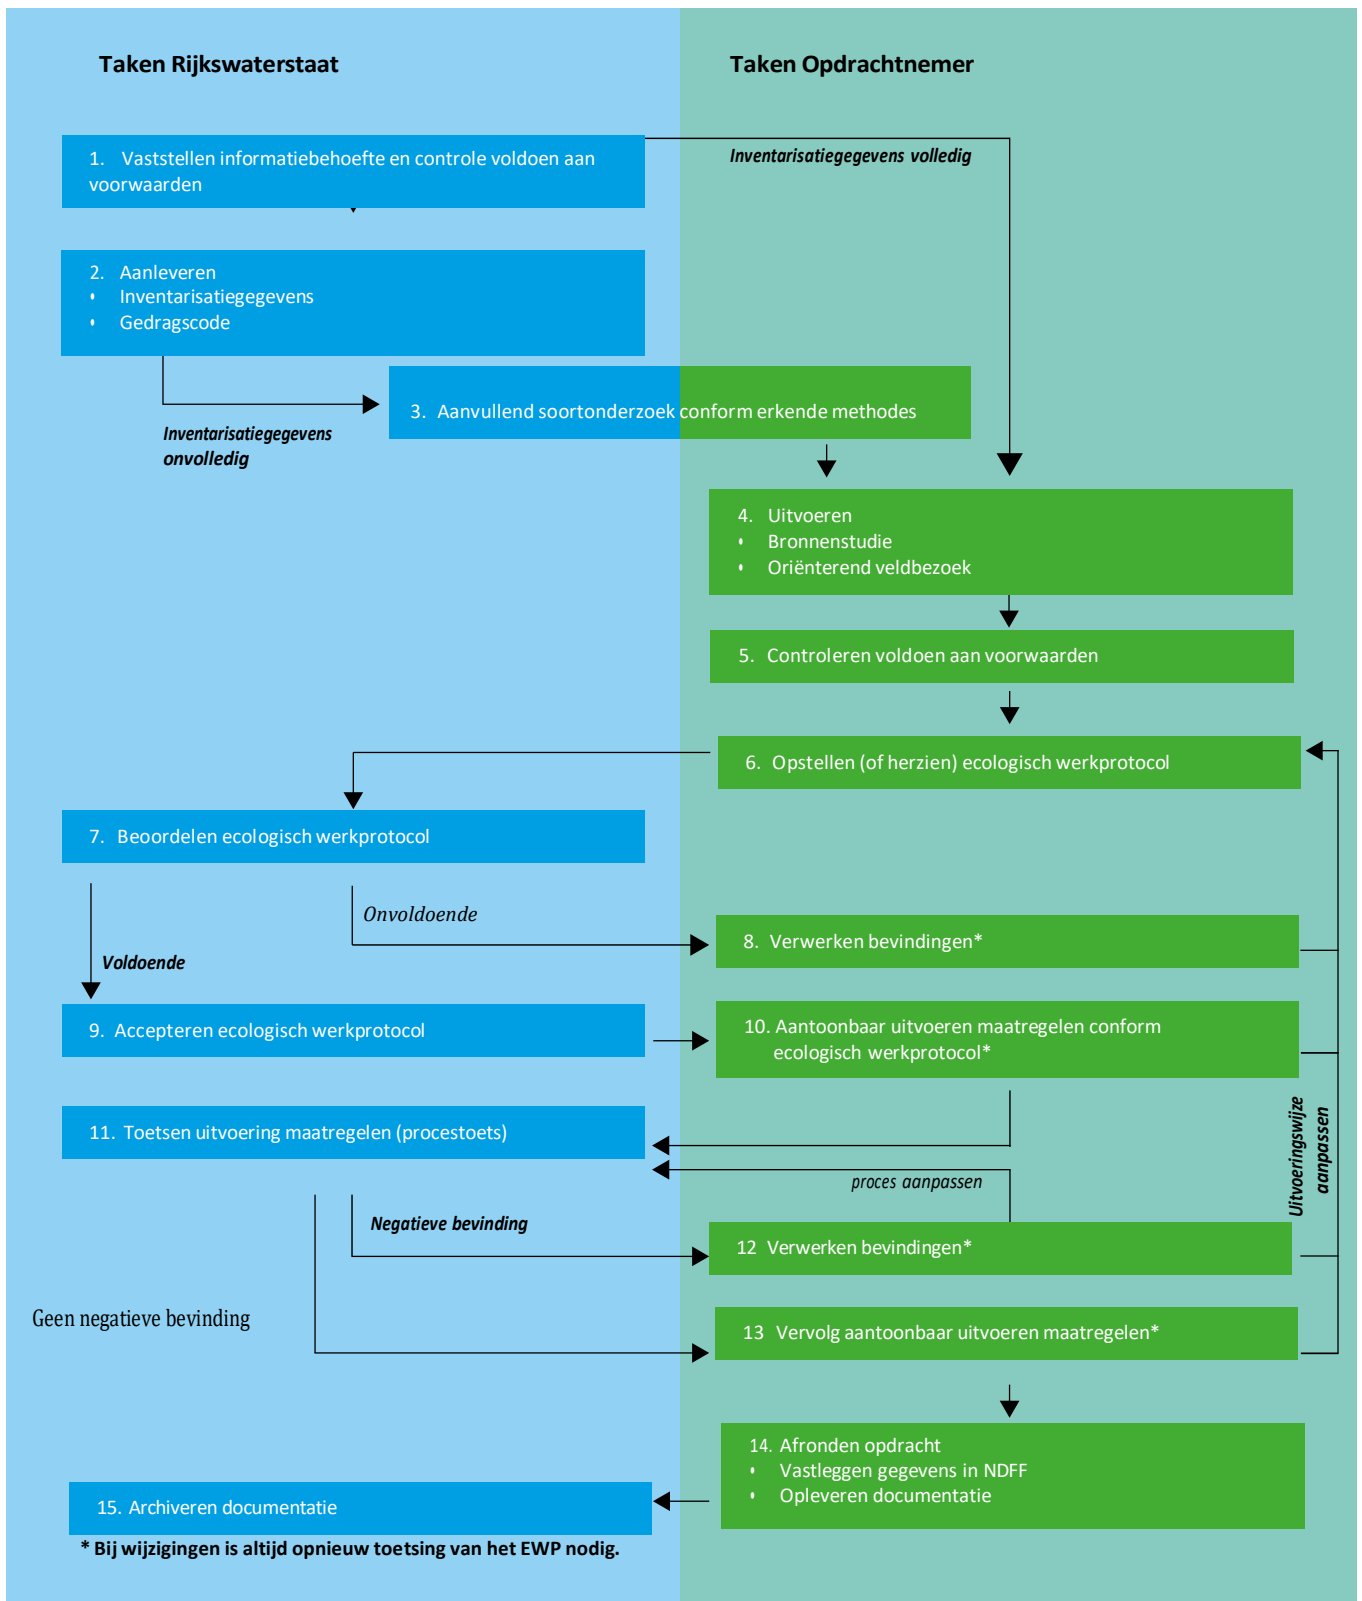 Taken Rijkswaterstaat
Taken Opdrachtnemer
1. Vaststellen informatiebehoefte en controle voldoen aan
voorwaarden
Inventarisatiegegevens volledig
2. Aanleveren
• Inventarisatiegegevens
• Gedragscode
3. Aanvullend soortonderzoek conform erkende methodes
Inventarisatiegegevens
onvolledig
4. Uitvoeren
• Bronnenstudie
• Oriënterend veldbezoek
5. Controleren voldoen aan voorwaarden
6. Opstellen (of herzien) ecologisch werkprotocol
7. Beoordelen ecologisch werkprotocol
Onvoldoende
8. Verwerken bevindingen*
Voldoende
9. Accepteren ecologisch werkprotocol
10. Aantoonbaar uitvoeren maatregelen conform
ecologisch werkprotocol*
11. Toetsen uitvoering maatregelen (procestoets)
Uitvoeringswijze
aanpassen
proces aanpassen
Negatieve bevinding
12 Verwerken bevindingen*
Geen negatieve bevinding
13 Vervolg aantoonbaar uitvoeren maatregelen*
14. Afronden opdracht
• Vastleggen gegevens in NDFF
• Opleveren documentatie
15. Archiveren documentatie
* Bij wijzigingen is altijd opnieuw toetsing van het EWP nodig.